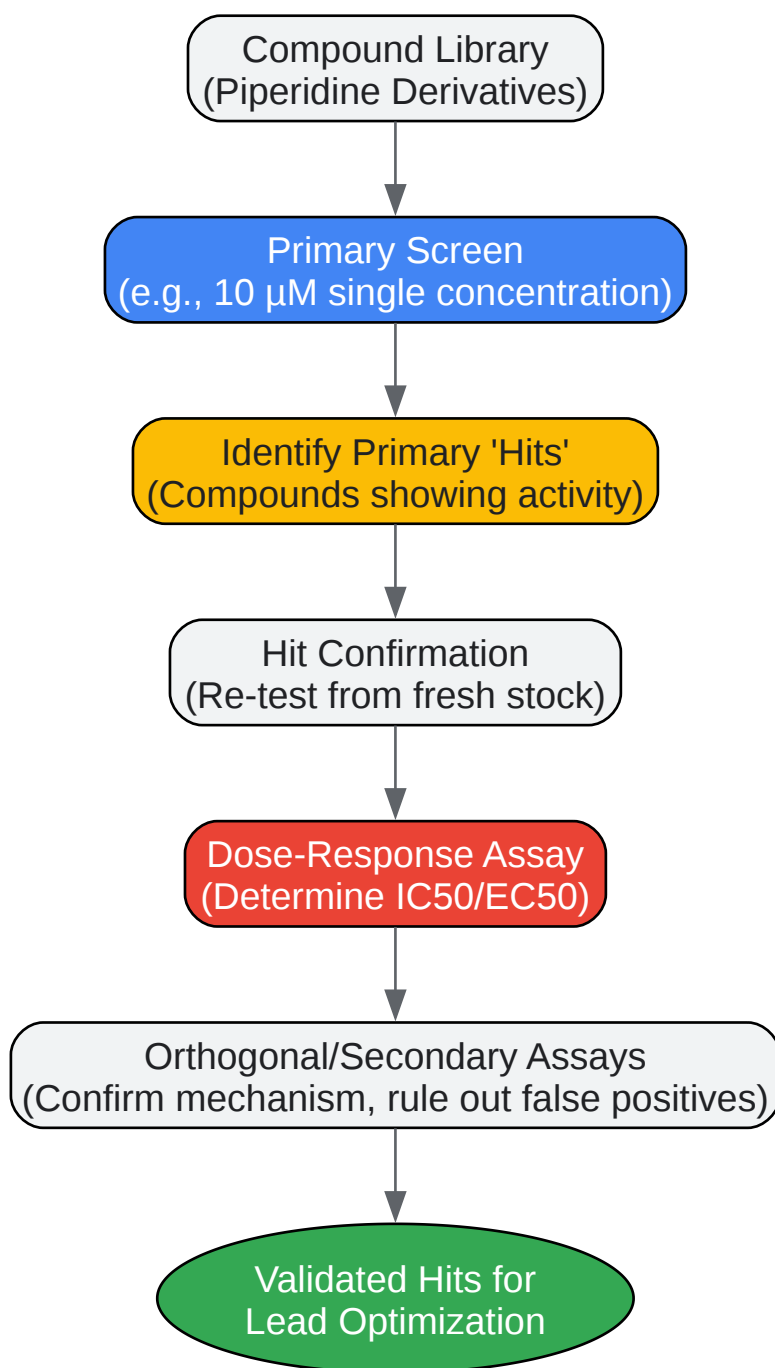 Compound Library
(Piperidine Derivatives)
Primary Screen
(e.g., 10 µM single concentration)
Identify Primary 'Hits'
(Compounds showing activity)
Hit Confirmation
(Re-test from fresh stock)
Dose-Response Assay
(Determine IC50/EC50)
Orthogonal/Secondary Assays
(Confirm mechanism, rule out false positives)
Validated Hits for
Lead Optimization